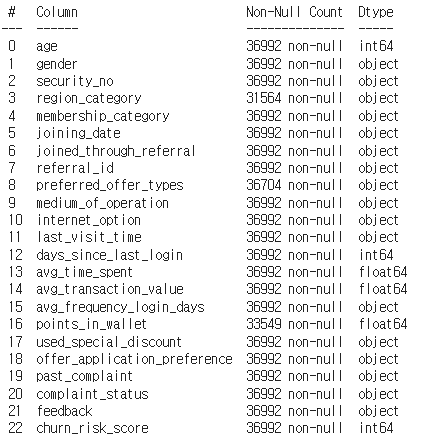 #   Column                        Non-Null Count  Dtype
---  ------                        --------------  -----
0   age                           36992 non-null  int64
1   gender                        36992 non-null  object
2   security_no                   36992 non-null  object
3   region_category               31564 non-null  object
4   membership_category           36992 non-null  object
5   joining_date                  36992 non-null  object
6   joined_through_referral       36992 non-null  object
7   referral_id                   36992 non-null  object
8   preferred_offer_types         36704 non-null  object
9   medium_of_operation           36992 non-null  object
10  internet_option               36992 non-null  object
11  last_visit_time               36992 non-null  object
12  days_since_last_login         36992 non-null  int64
13  avg_time_spent                36992 non-null  float64
14  avg_transaction_value         36992 non-null  float64
15  avg_frequency_login_days      36992 non-null  object
16  points_in_wallet              33549 non-null  float64
17  used_special_discount         36992 non-null  object
18  offer_application_preference  36992 non-null  object
19  past_complaint                36992 non-null  object
20  complaint_status              36992 non-null  object
21  feedback                      36992 non-null  object
22  churn_risk_score              36992 non-null  int64